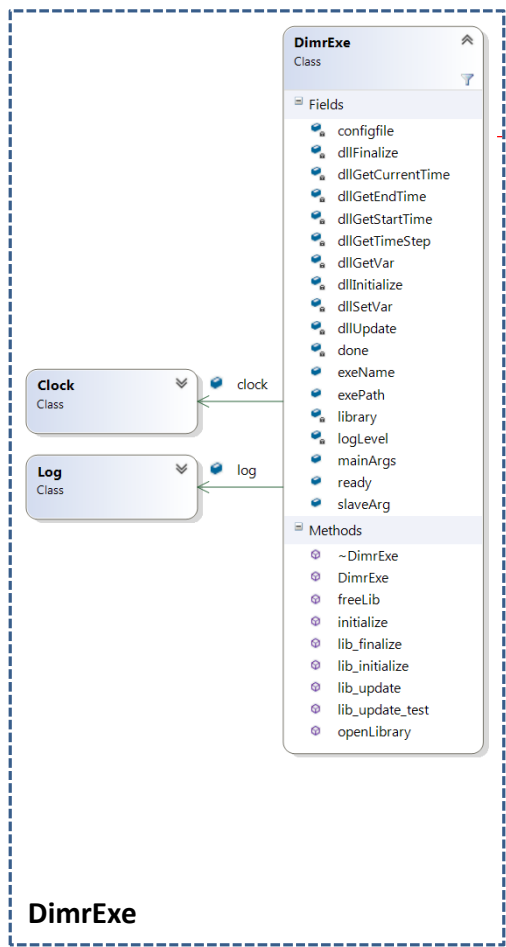 DimrExe
Class
Fields
configfile
dllFinalize
dllGetCurrentTime
dllGetEndTime
dllGetStartTime
dllGetTimeStep
dllGetVar
dllInitialize
dllSetVar
dllUpdate
done
exeName
exePath
library
logLevel
mainArgs
ready
slaveArg
Methods
~DimrExe
DimrExe
freeLib
initialize
lib_finalize
lib_initialize
lib_update
lib_update_test
openLibrary
Clock
Class
clock
Log
Class
log
DimrExe